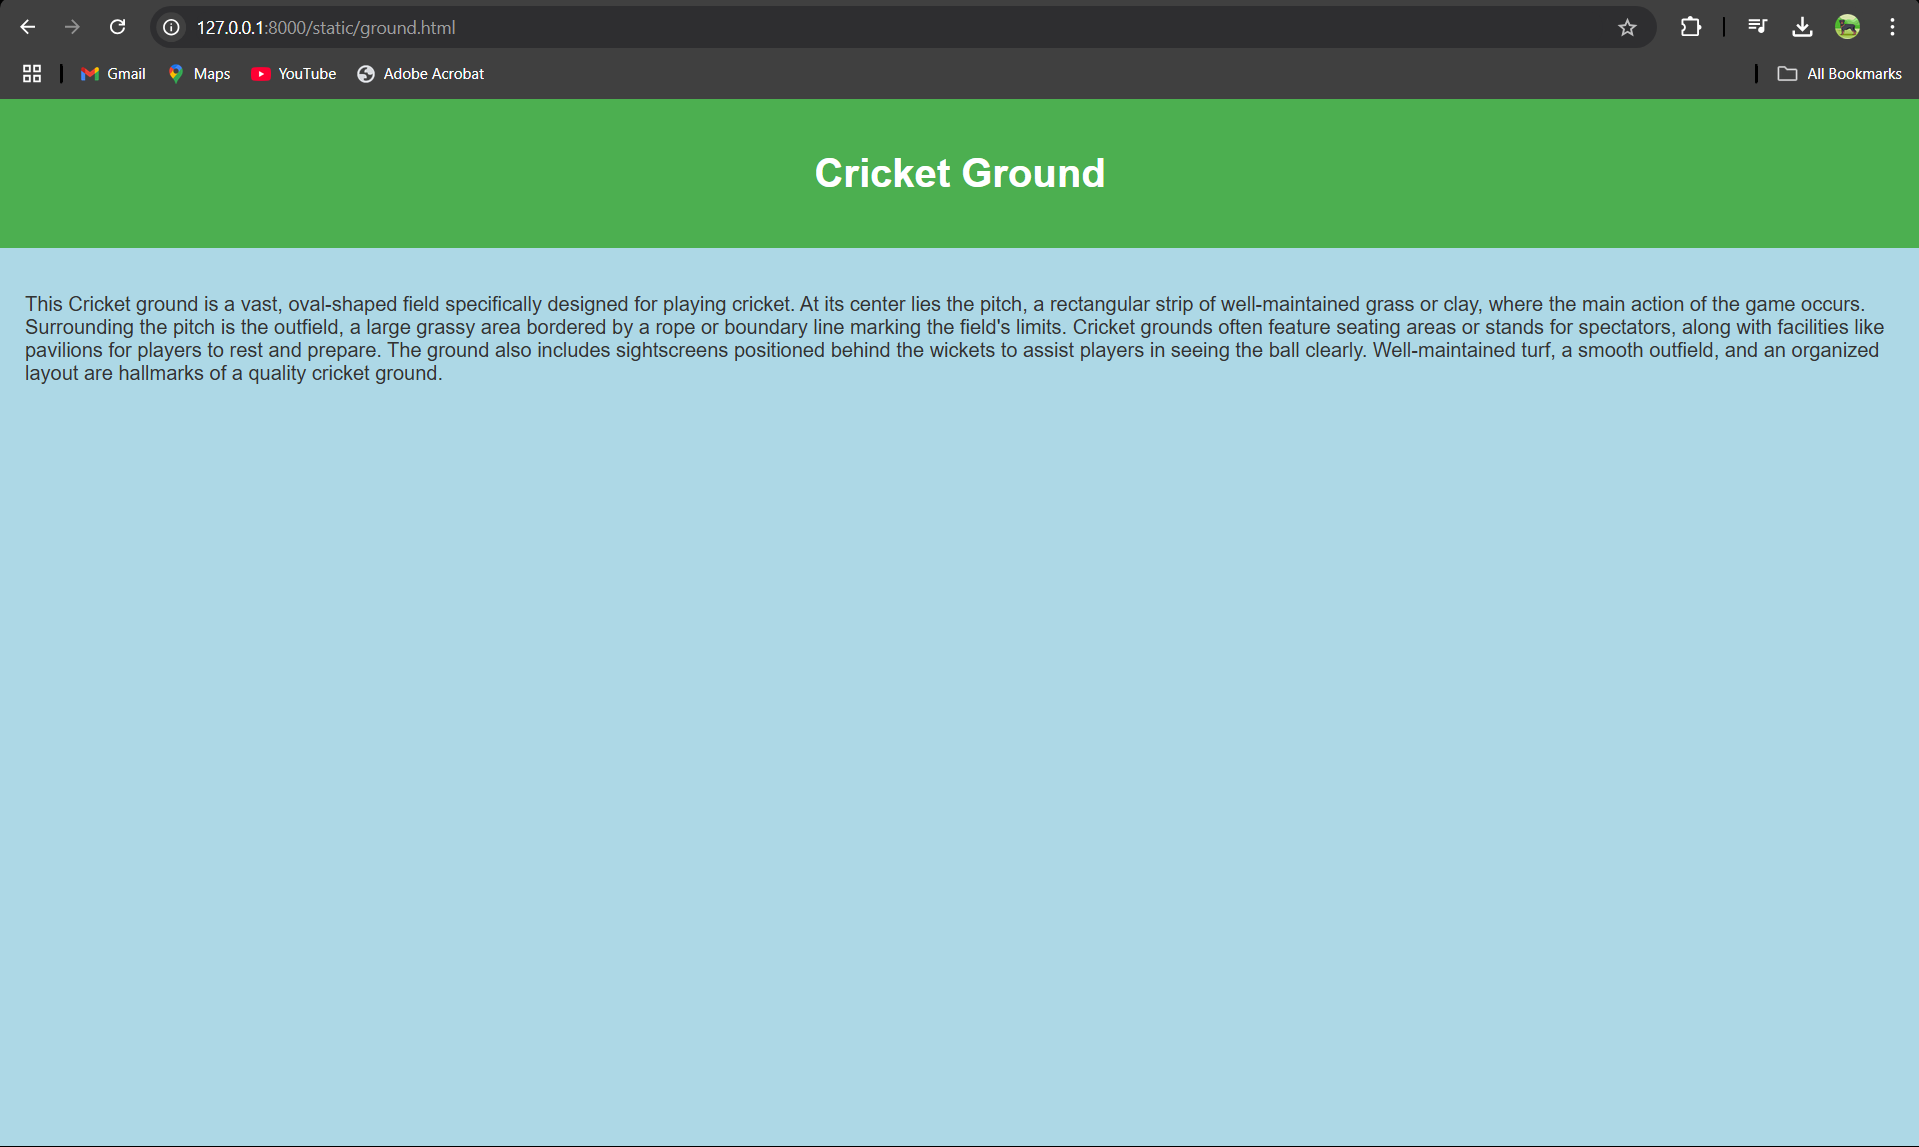 127.0.0.1:8000/static/ground.html
Gmail Maps YouTube Adobe Acrobat All Bookmarks
Cricket Ground
This Cricket ground is a vast, oval-shaped field specifically designed for playing cricket. At its center lies the pitch, a rectangular strip of well-maintained grass or clay, where the main action of the game occurs.
Surrounding the pitch is the outfield, a large grassy area bordered by a rope or boundary line marking the field's limits. Cricket grounds often feature seating areas or stands for spectators, along with facilities like
pavilions for players to rest and prepare. The ground also includes sightscreens positioned behind the wickets to assist players in seeing the ball clearly. Well-maintained turf, a smooth outfield, and an organized
layout are hallmarks of a quality cricket ground.